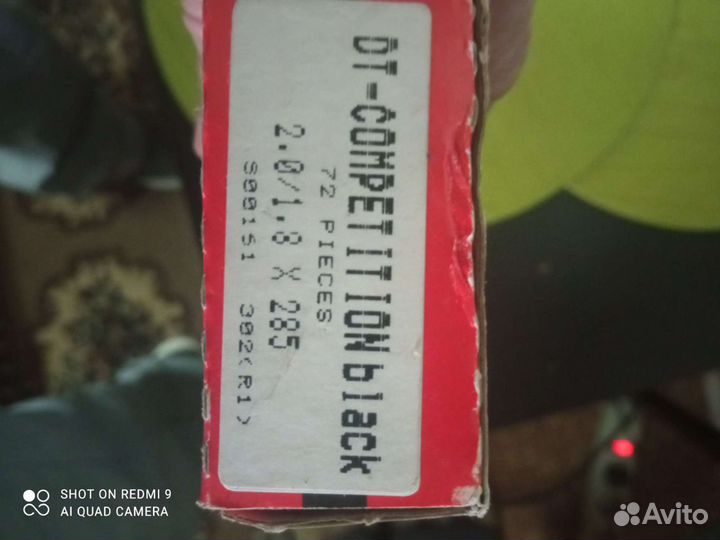 DT-COMPETITION black
72 PIECES
2.0/1.8 X 285
S00151 302(R1)
SHOT ON REDMI 9
AI QUAD CAMERA
Avito